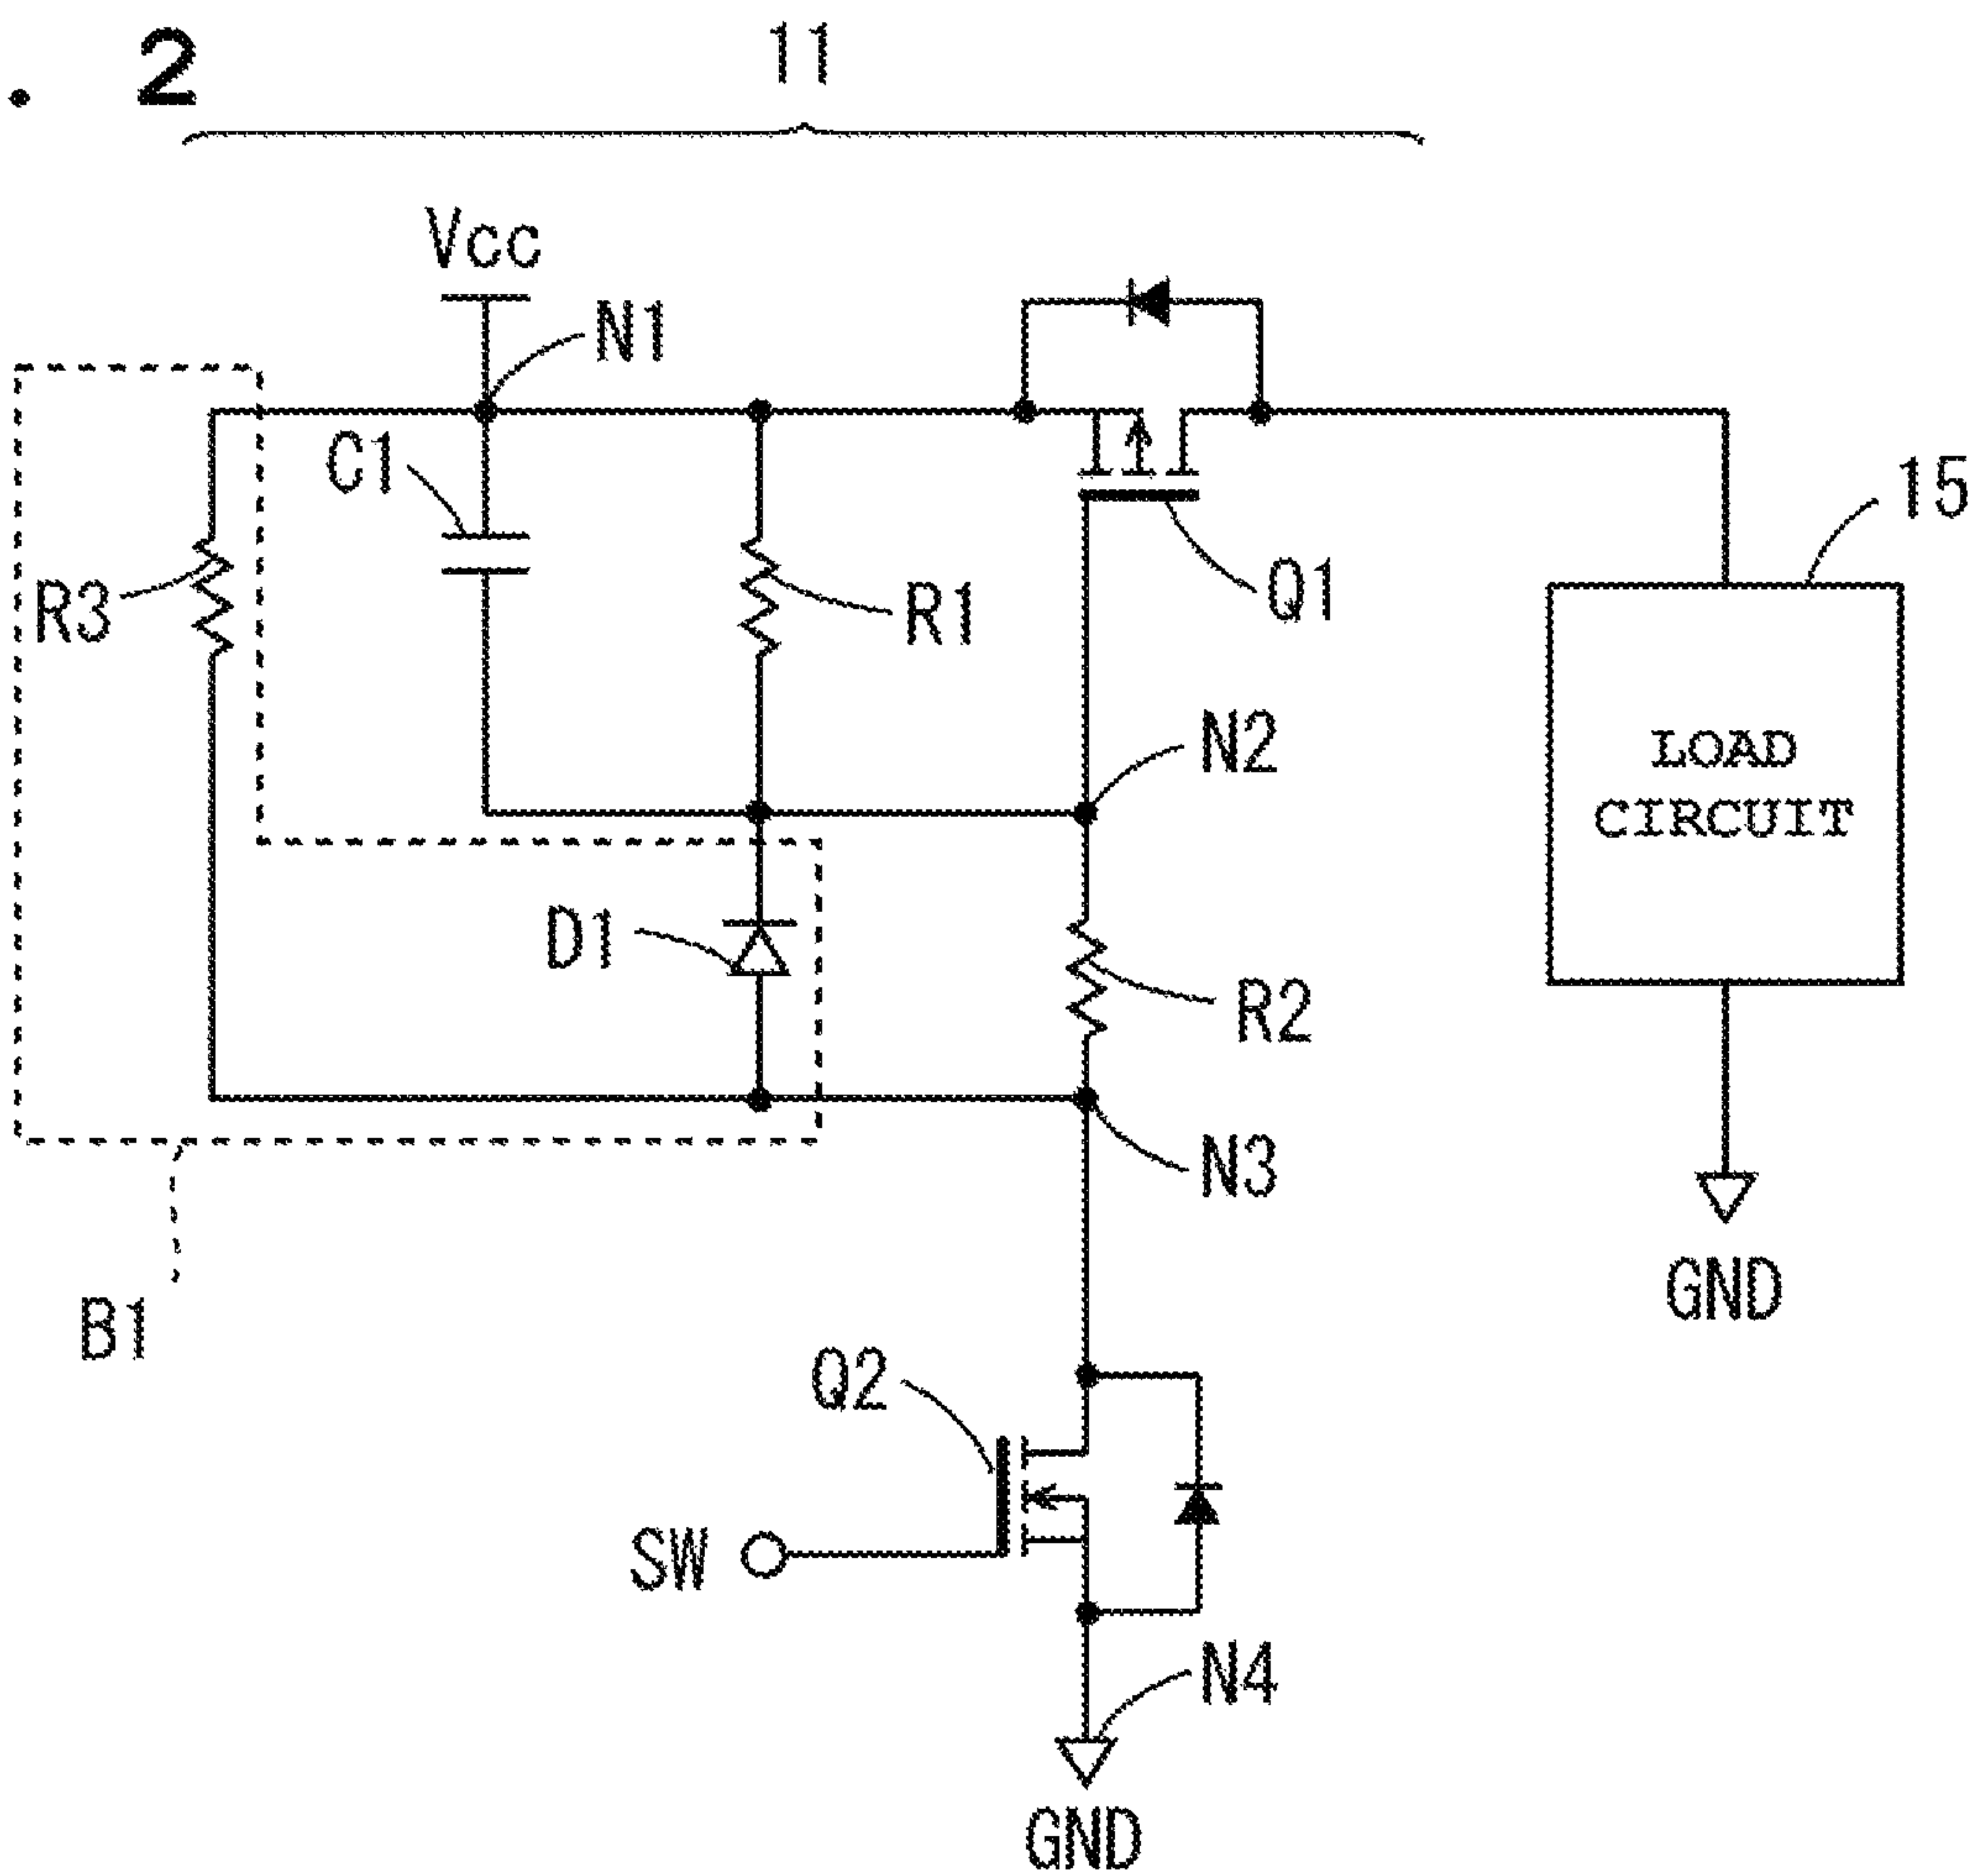 . 2
11
Vcc
N1
C1
R3
R1
Q1
15
N2
LOAD
CIRCUIT
D1
R2
N3
GND
B1
Q2
SW
N4
GND